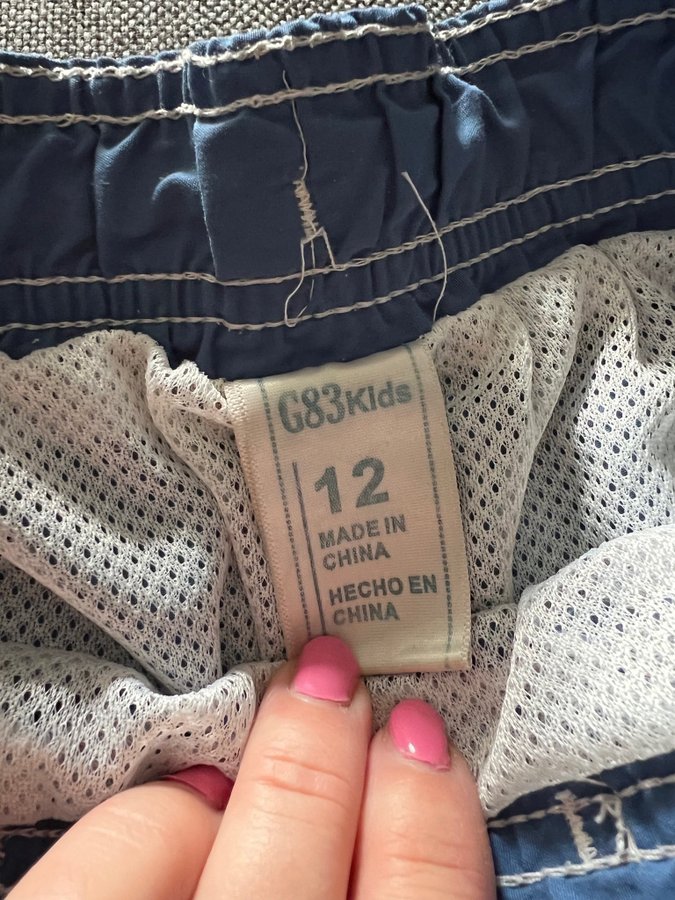 G83Kids
12
MADE IN
CHINA
HECHO EN
CHINA